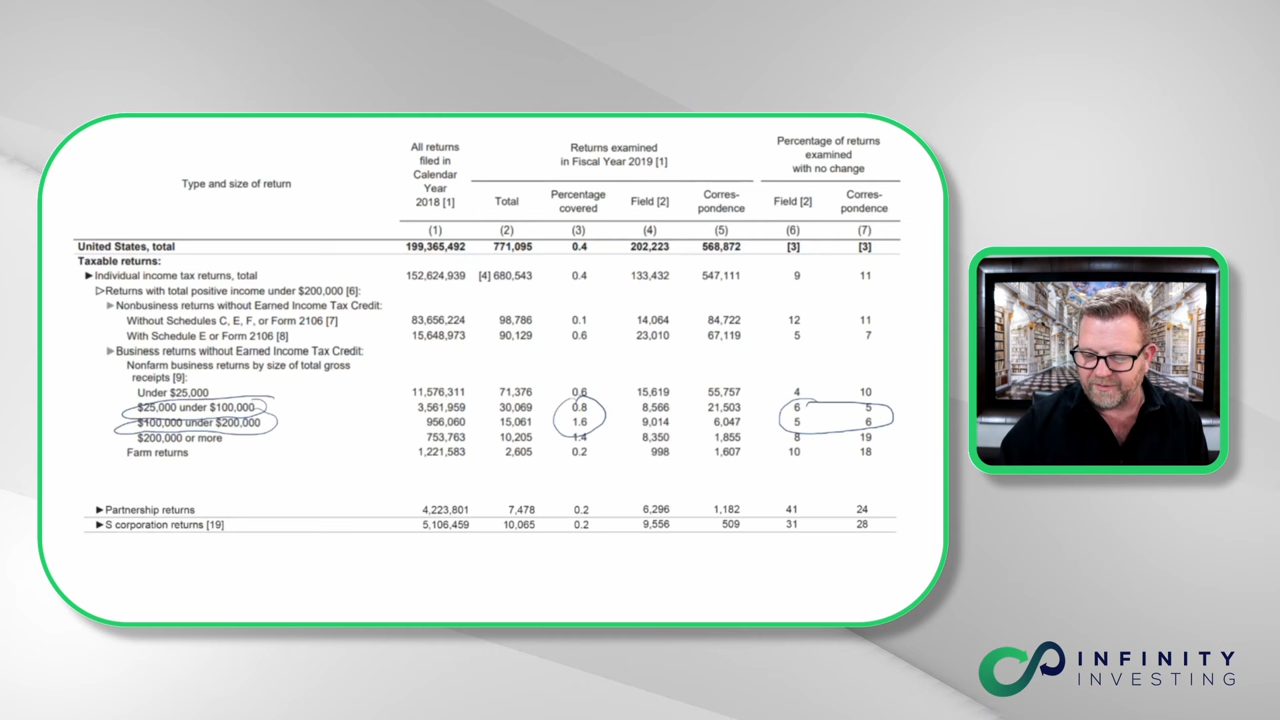 All returns
filed in
Calendar
Year
2018 [1]
Returns examined
in Fiscal Year 2019 [1]
Percentage of returns
examined
with no change
Type and size of return
Total
Percentage
covered
Field [2]
Corres-
pondence
Field [2]
Corres-
pondence
(1) (2) (3) (4) (5) (6) (7)
United States, total 199,365,492 771,095 0.4 202,223 568,872 [3] [3]
Taxable returns:
►Individual income tax returns, total 152,624,939 [4] 680,543 0.4 133,432 547,111 9 11
▷Returns with total positive income under $200,000 [6]:
►Nonbusiness returns without Earned Income Tax Credit:
Without Schedules C, E, F, or Form 2106 [7] 83,656,224 98,786 0.1 14,064 84,722 12 11
With Schedule E or Form 2106 [8] 15,648,973 90,129 0.6 23,010 67,119 5 7
►Business returns without Earned Income Tax Credit:
Nonfarm business returns by size of total gross
receipts [9]:
Under $25,000 11,576,311 71,376 0.6 15,619 55,757 4 10
$25,000 under $100,000 3,561,959 30,069 0.8 8,566 21,503 6 5
$100,000 under $200,000 956,060 15,061 1.6 9,014 6,047 5 6
$200,000 or more 753,763 10,205 1.4 8,350 1,855 8 19
Farm returns 1,221,583 2,605 0.2 998 1,607 10 18
►Partnership returns 4,223,801 7,478 0.2 6,296 1,182 41 24
►S corporation returns [19] 5,106,459 10,065 0.2 9,556 509 31 28
INFINITY
INVESTING